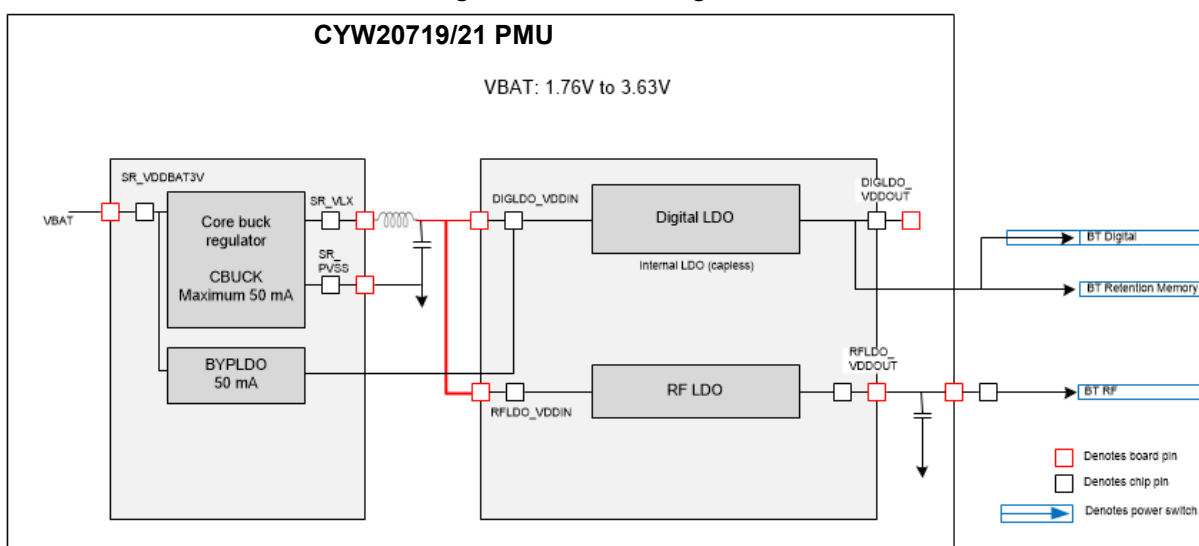 CYW20719/21 PMU
VBAT: 1.76V to 3.63V
SR_VDDBAT3V
VBAT
Core buck
regulator
CBUCK
Maximum 50 mA
SR_VLX
SR_
PVSS
BYPLDO
50 mA
DIGLDO_VDDIN
Digital LDO
Internal LDO (capless)
DIGLDO_
VDDOUT
RFLDO_VDDIN
RF LDO
RFLDO_
VDDOUT
BT Digital
BT Retention Memory
BT RF
Denotes board pin
Denotes chip pin
Denotes power switch